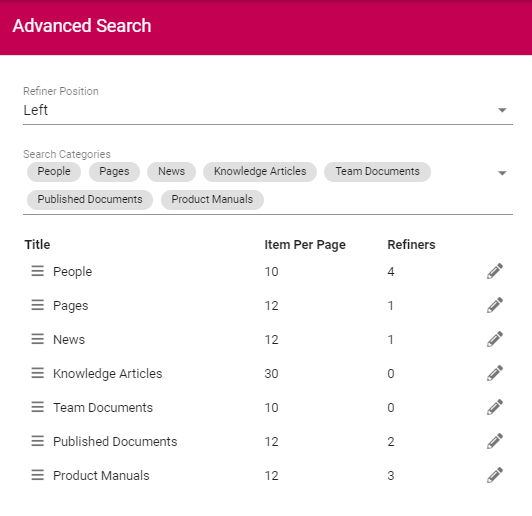 Advanced Search
Refiner Position
Left
Search Categories
People Pages News Knowledge Articles Team Documents
Published Documents Product Manuals
Title Item Per Page Refiners
People 10 4
Pages 12 1
News 12 1
Knowledge Articles 30 0
Team Documents 10 0
Published Documents 12 2
Product Manuals 12 3